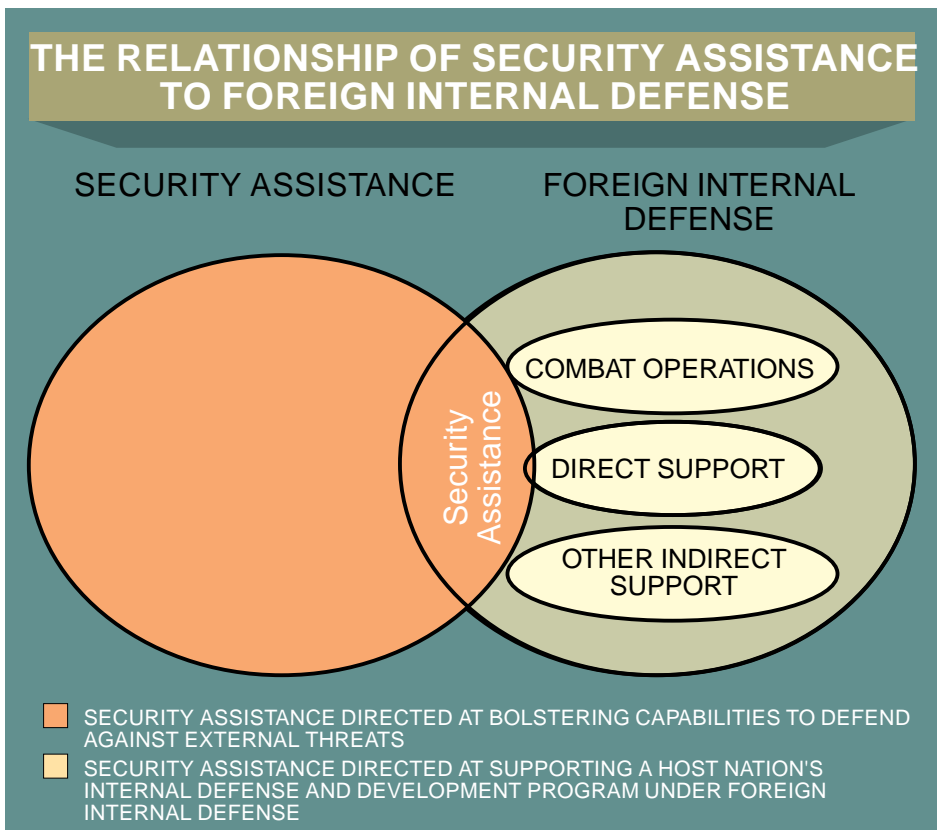 THE RELATIONSHIP OF SECURITY ASSISTANCE
TO FOREIGN INTERNAL DEFENSE
SECURITY ASSISTANCE
FOREIGN INTERNAL
DEFENSE
Security
Assistance
COMBAT OPERATIONS
DIRECT SUPPORT
OTHER INDIRECT
SUPPORT
SECURITY ASSISTANCE DIRECTED AT BOLSTERING CAPABILITIES TO DEFEND
AGAINST EXTERNAL THREATS
SECURITY ASSISTANCE DIRECTED AT SUPPORTING A HOST NATION'S
INTERNAL DEFENSE AND DEVELOPMENT PROGRAM UNDER FOREIGN
INTERNAL DEFENSE